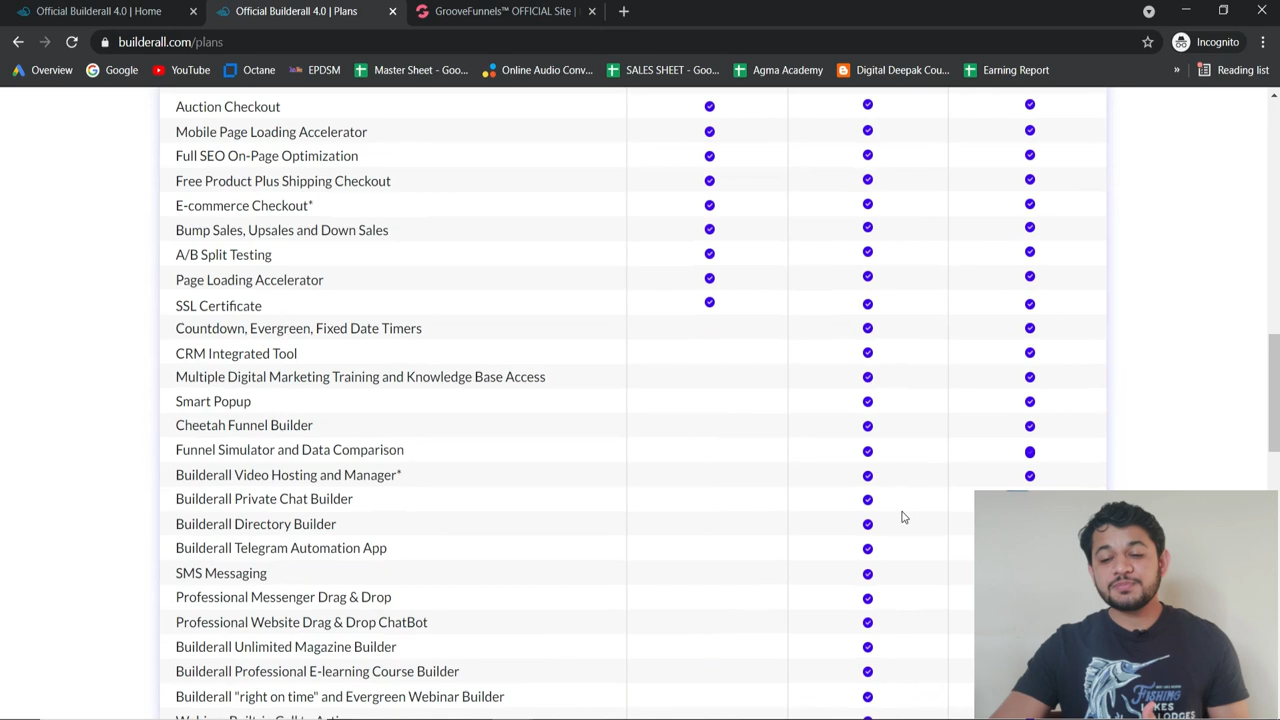 Official Builderall 4.0 | Home
Official Builderall 4.0 | Plans
GrooveFunnels™ OFFICIAL Site |
builderall.com/plans
Incognito
Overview
Google
YouTube
Octane
EPDSM
Master Sheet - Goo...
Online Audio Conv...
SALES SHEET - Goo...
Agma Academy
Digital Deepak Cou...
Earning Report
»
Reading list
Auction Checkout
Mobile Page Loading Accelerator
Full SEO On-Page Optimization
Free Product Plus Shipping Checkout
E-commerce Checkout*
Bump Sales, Upsales and Down Sales
A/B Split Testing
Page Loading Accelerator
SSL Certificate
Countdown, Evergreen, Fixed Date Timers
CRM Integrated Tool
Multiple Digital Marketing Training and Knowledge Base Access
Smart Popup
Cheetah Funnel Builder
Funnel Simulator and Data Comparison
Builderall Video Hosting and Manager*
Builderall Private Chat Builder
Builderall Directory Builder
Builderall Telegram Automation App
SMS Messaging
Professional Messenger Drag & Drop
Professional Website Drag & Drop ChatBot
Builderall Unlimited Magazine Builder
Builderall Professional E-learning Course Builder
Builderall "right on time" and Evergreen Webinar Builder
FISHING
LAKES
LODGES